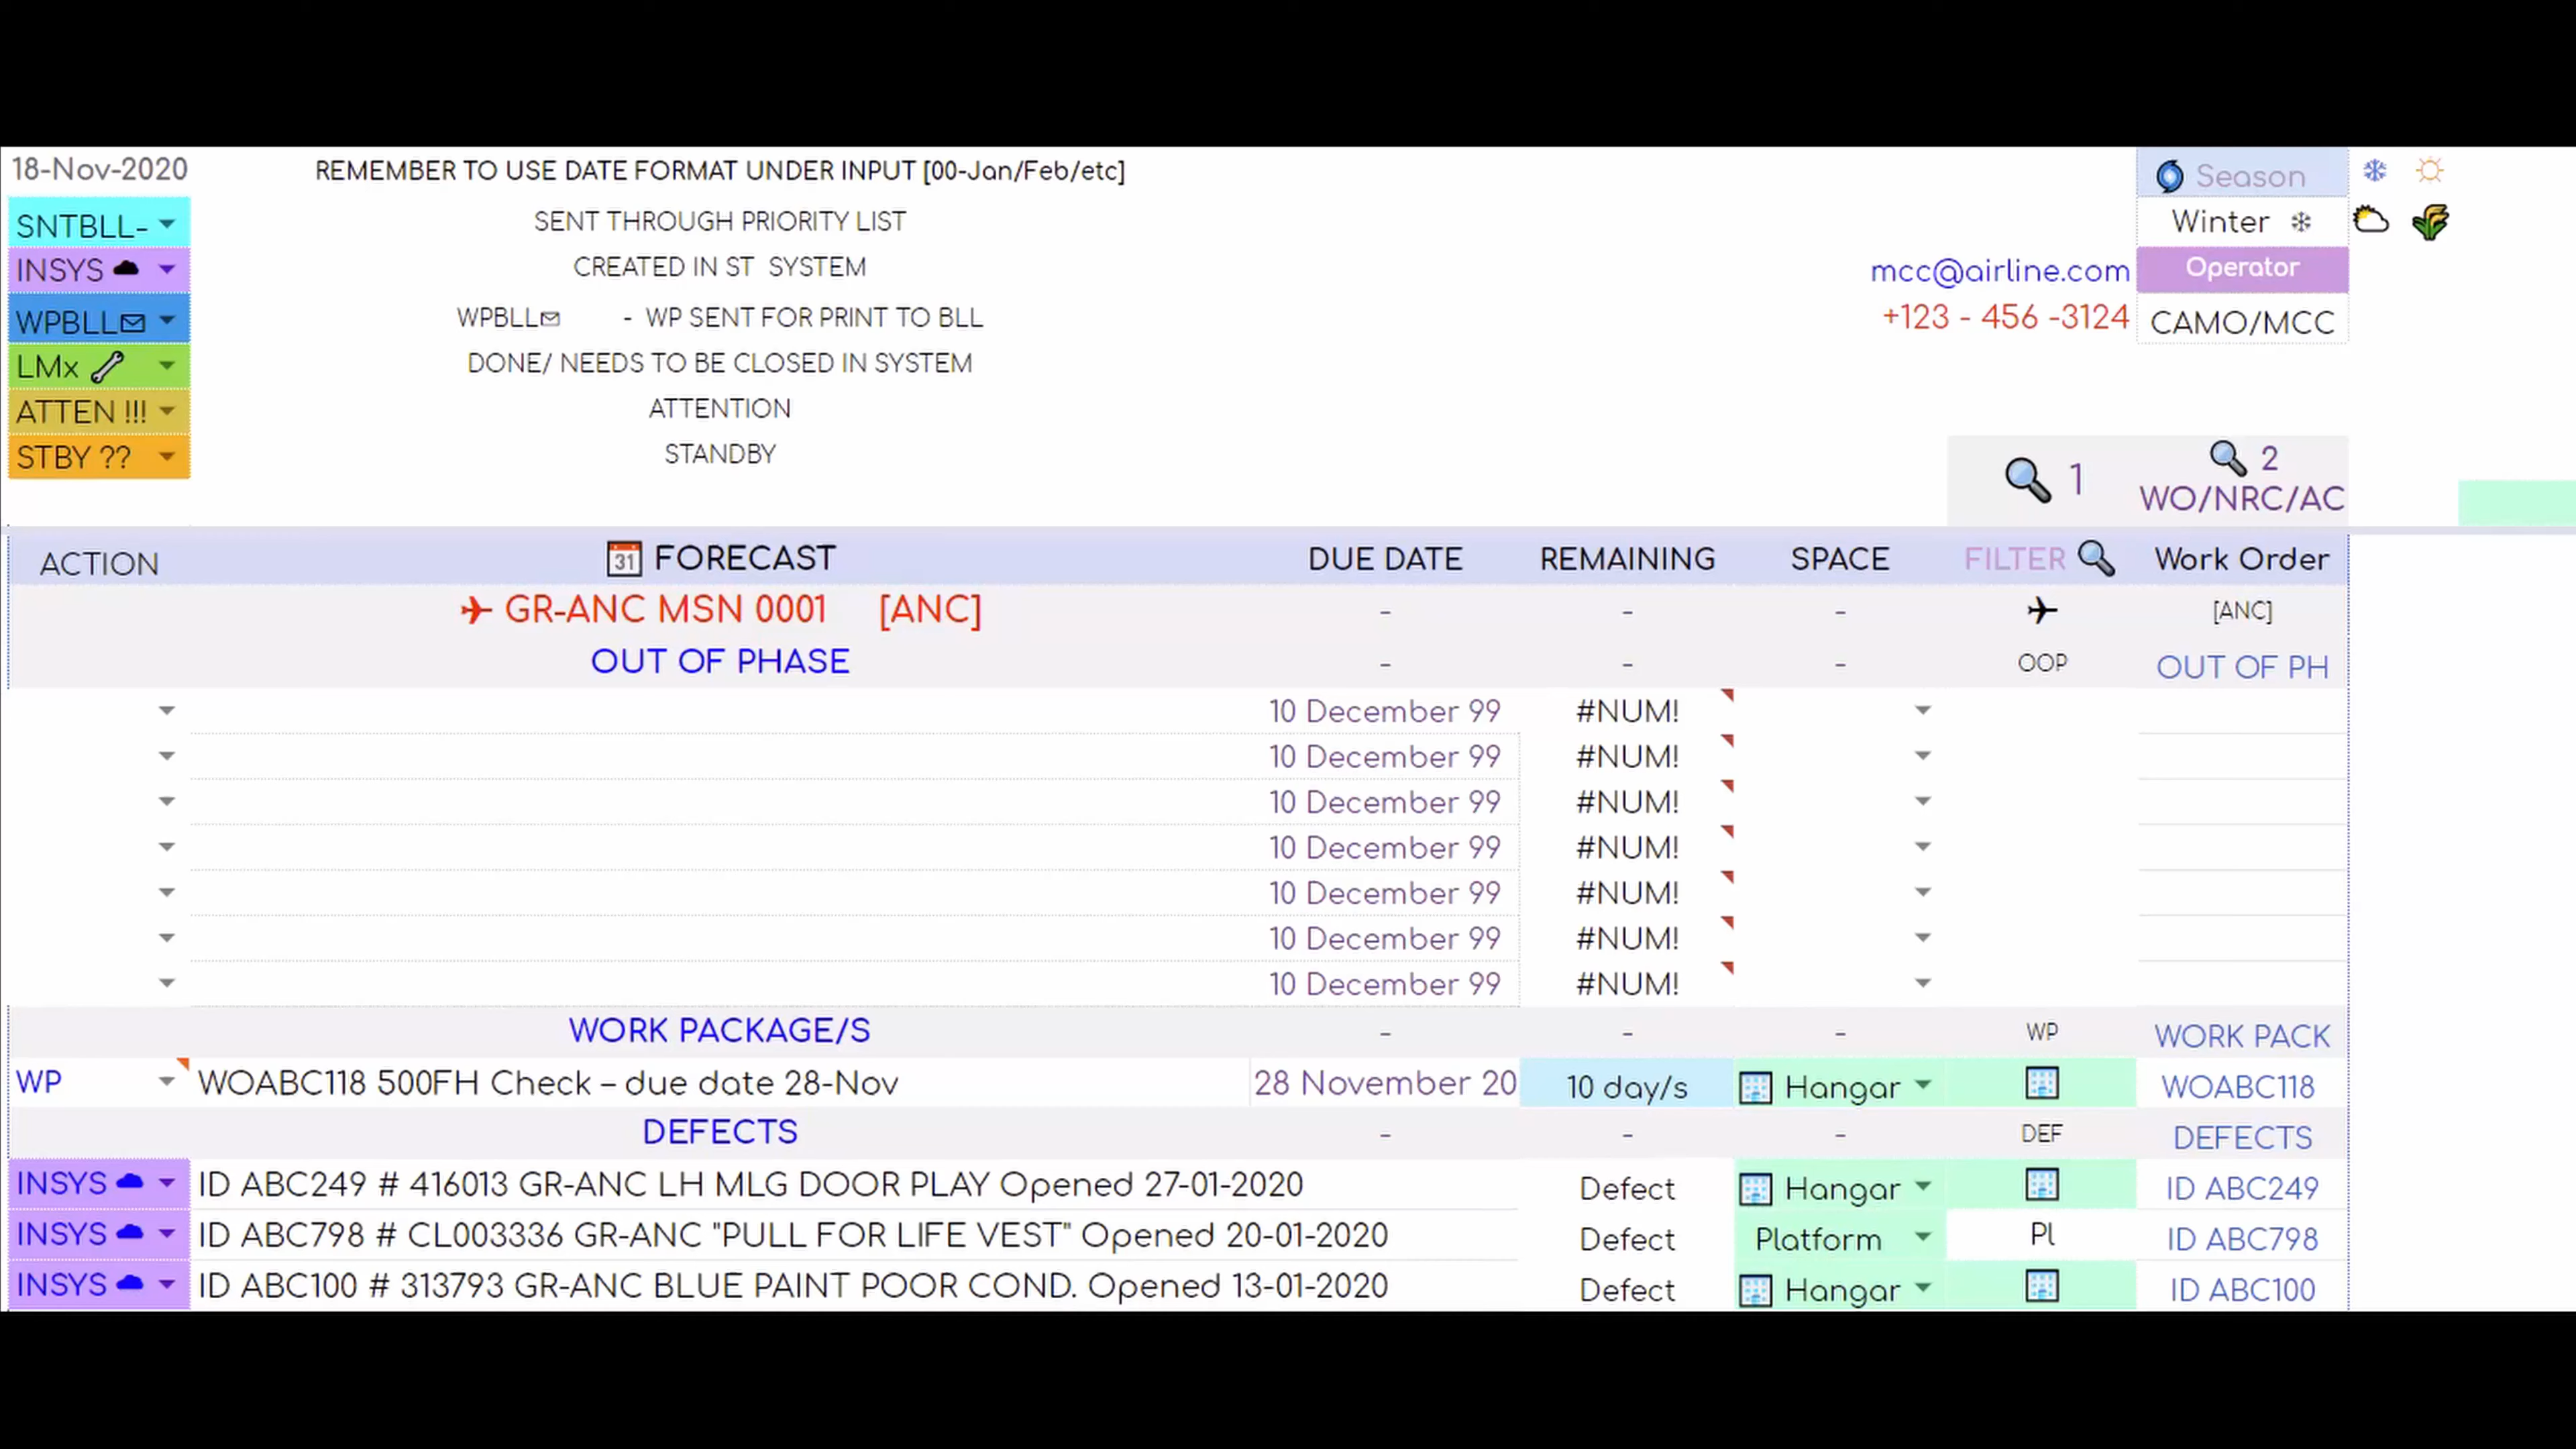 18-Nov-2020 REMEMBER TO USE DATE FORMAT UNDER INPUT [00-Jan/Feb/etc] Season
SNTBLL- SENT THROUGH PRIORITY LIST Winter
INSYS CREATED IN ST SYSTEM mcc@airline.com Operator
WPBLL WPBLL - WP SENT FOR PRINT TO BLL +123 - 456 -3124 CAMO/MCC
LMx DONE/ NEEDS TO BE CLOSED IN SYSTEM
ATTEN !!! ATTENTION
STBY ?? STANDBY
1 2
WO/NRC/AC
ACTION 31 FORECAST DUE DATE REMAINING SPACE FILTER Work Order
GR-ANC MSN 0001 [ANC] - - - [ANC]
OUT OF PHASE - - - OOP OUT OF PH
10 December 99 #NUM!
10 December 99 #NUM!
10 December 99 #NUM!
10 December 99 #NUM!
10 December 99 #NUM!
10 December 99 #NUM!
10 December 99 #NUM!
WORK PACKAGE/S - - - WP WORK PACK
WP WOABC118 500FH Check – due date 28-Nov 28 November 20 10 day/s Hangar WOABC118
DEFECTS - - - DEF DEFECTS
INSYS ID ABC249 # 416013 GR-ANC LH MLG DOOR PLAY Opened 27-01-2020 Defect Hangar ID ABC249
INSYS ID ABC798 # CL003336 GR-ANC "PULL FOR LIFE VEST" Opened 20-01-2020 Defect Platform Pl ID ABC798
INSYS ID ABC100 # 313793 GR-ANC BLUE PAINT POOR COND. Opened 13-01-2020 Defect Hangar ID ABC100